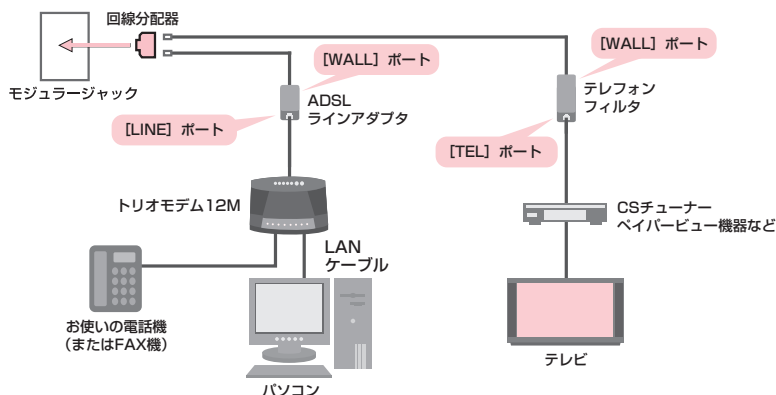 回線分配器
モジュラージャック
[WALL] ポート
ADSL
ラインアダプタ
[LINE] ポート
[WALL] ポート
テレフォン
フィルタ
[TEL] ポート
トリオモデム12M
CSチューナー
ペイパービュー機器など
LAN
ケーブル
お使いの電話機
(またはFAX機)
パソコン
テレビ